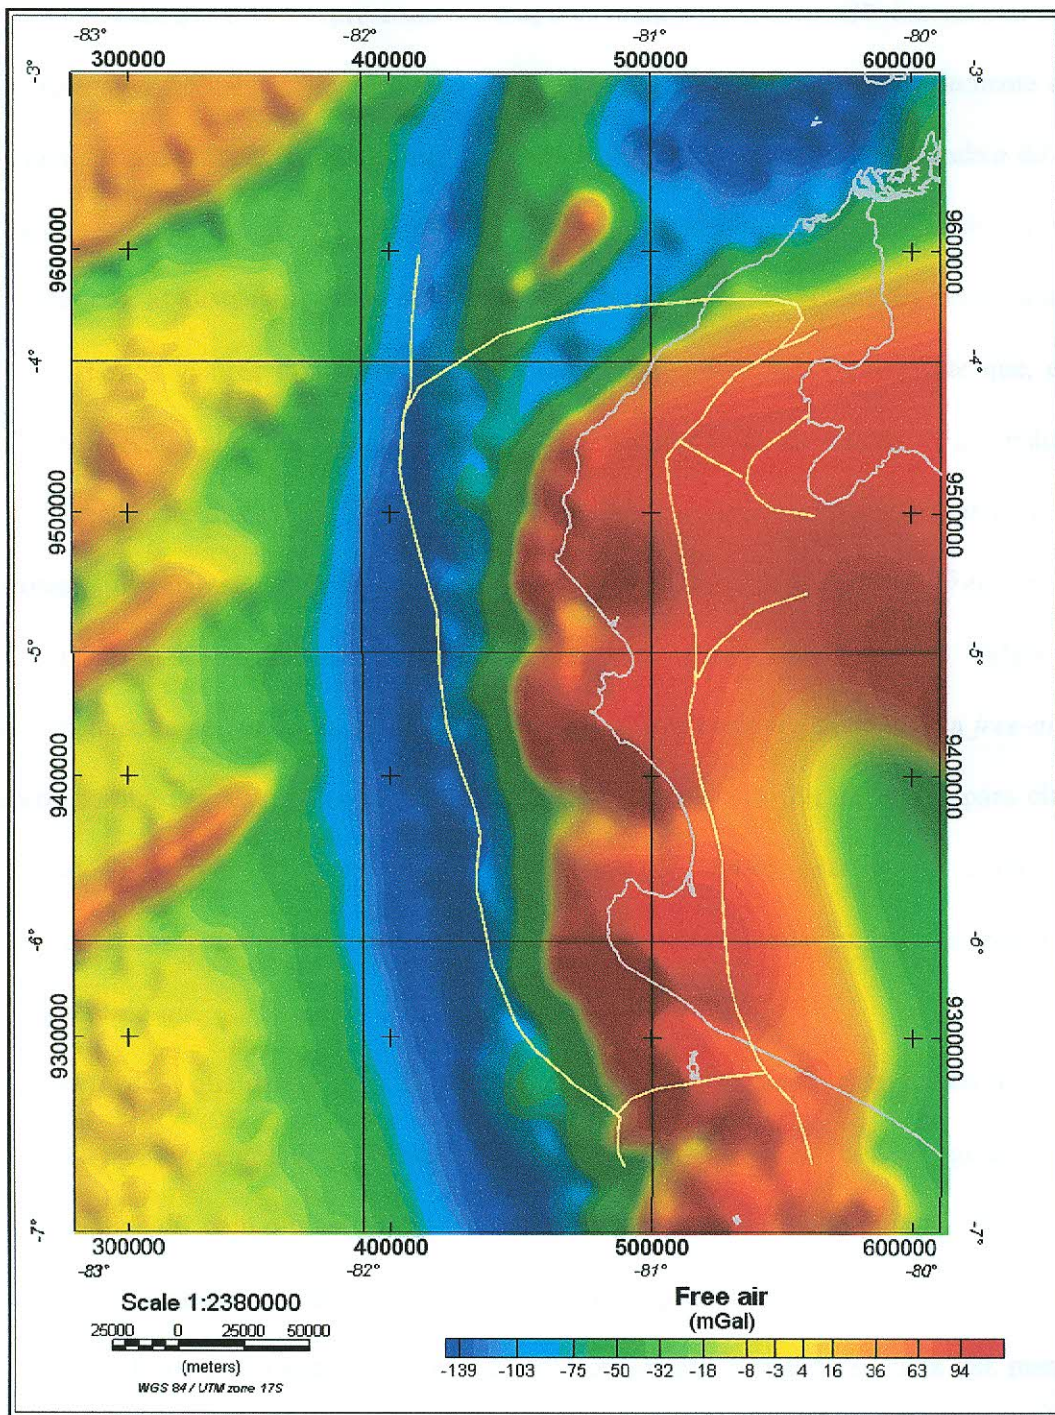 -83° -82° -81° -80°
300000 400000 500000 600000
-3° -3°
9600000 9600000
-4° -4°
9500000 9500000
-5° -5°
9400000 9400000
-6° -6°
9300000 9300000
-7° -7°
300000 400000 500000 600000
-83° -82° -81° -80°
Scale 1:2380000
25000 0 25000 50000
(meters)
WGS 84 / UTM zone 17S
Free air
(mGal)
-139 -103 -75 -50 -32 -18 -8 -3 4 16 36 63 94